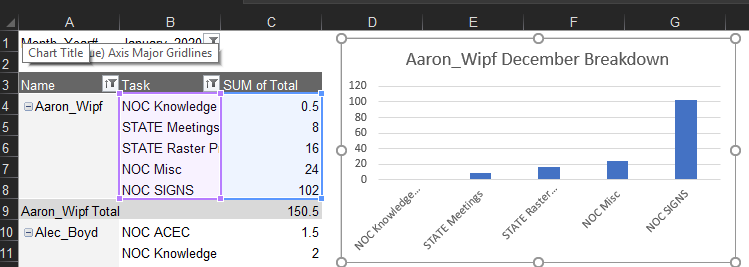 A B C D E F G
1 January, 2020
Chart Title ue) Axis Major Gridlines
2
3 Name Task SUM of Total
4 Aaron_Wipf NOC Knowledge 0.5
5 STATE Meetings 8
6 STATE Raster P 16
7 NOC Misc 24
8 NOC SIGNS 102
9 Aaron_Wipf Total 150.5
10 Alec_Boyd NOC ACEC 1.5
11 NOC Knowledge 2
Aaron_Wipf December Breakdown
120
100
80
60
40
20
0
NOC Knowledge...
STATE Meetings
STATE Raster...
NOC Misc
NOC SIGNS